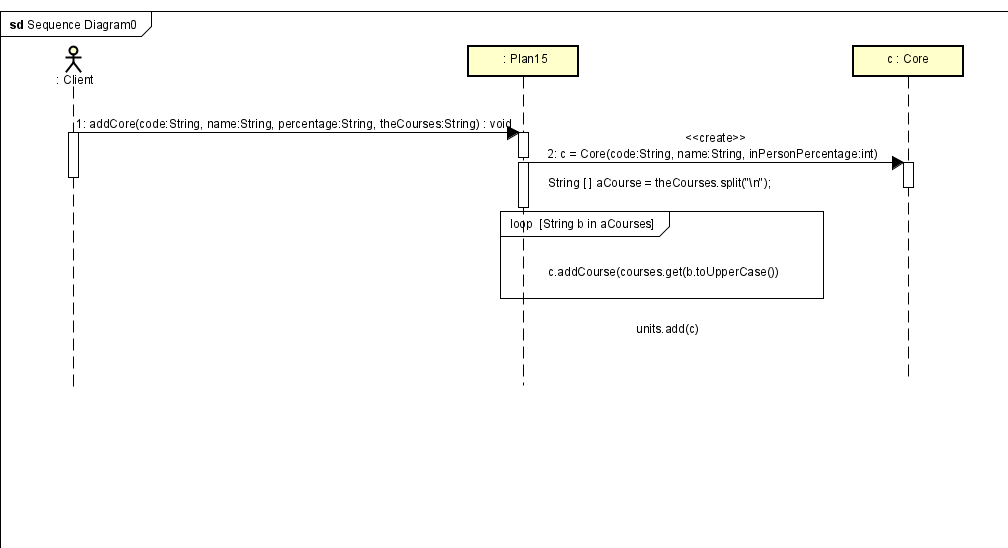 sd Sequence Diagram0
: Client
: Plan15
c : Core
1: addCore(code:String, name:String, percentage:String, theCourses:String) : void
<<create>>
2: c = Core(code:String, name:String, inPersonPercentage:int)
String [ ] aCourse = theCourses.split("\n");
loop [String b in aCourses]
c.addCourse(courses.get(b.toUpperCase())
units.add(c)